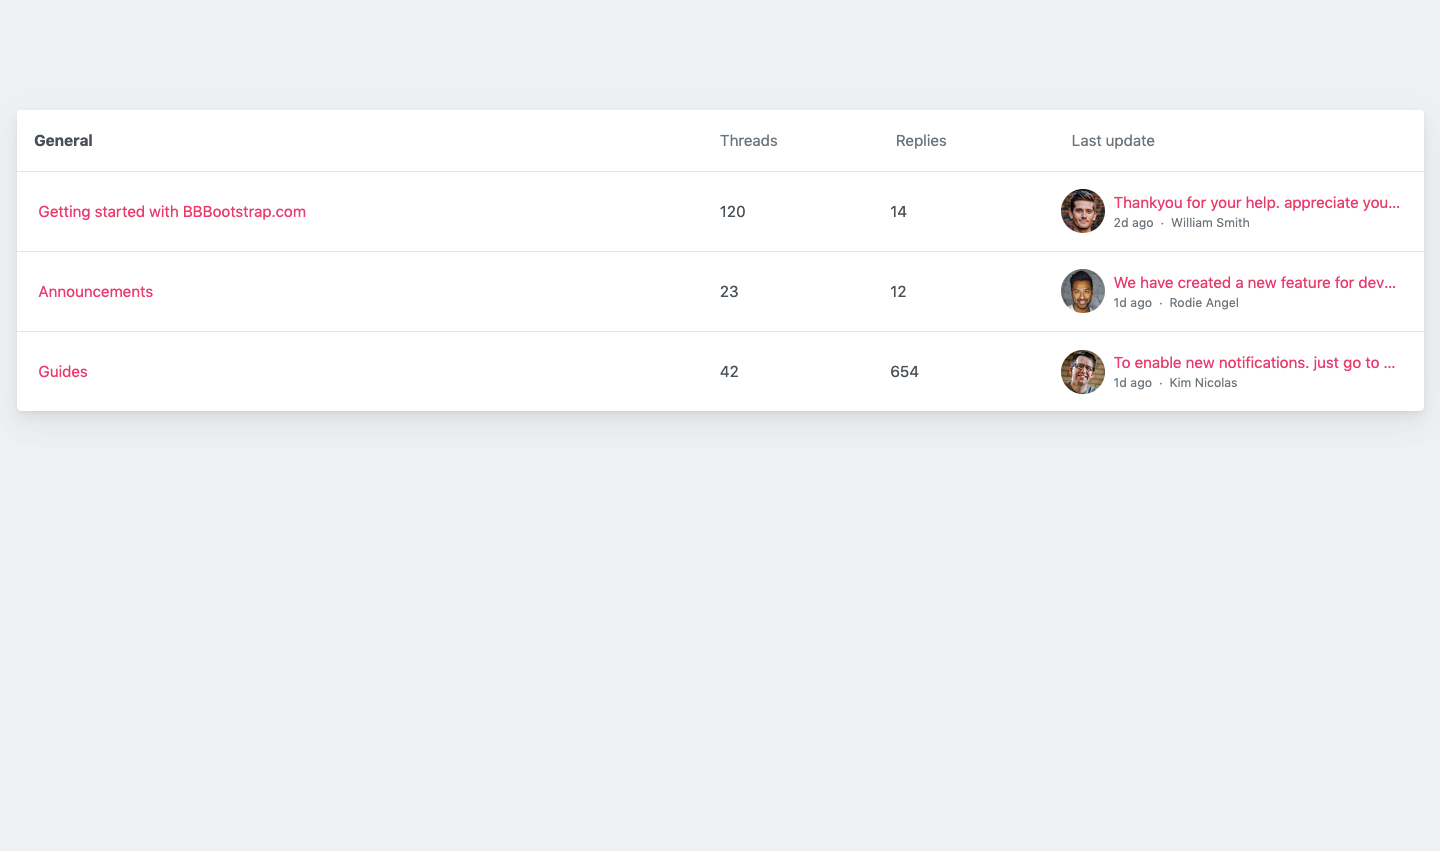 General Threads Replies Last update
Getting started with BBBootstrap.com 120 14 Thankyou for your help. appreciate you...
2d ago · William Smith
Announcements 23 12 We have created a new feature for dev...
1d ago · Rodie Angel
Guides 42 654 To enable new notifications. just go to ...
1d ago · Kim Nicolas